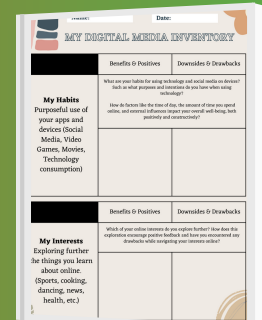 Name: Date:
MY DIGITAL MEDIA INVENTORY
Benefits & Positives Downsides & Drawbacks
What are your habits for using technology and social media on devices?
Such as what purposes and intentions do you have when using
technology?
How do factors like the time of day, the amount of time you spend
online, and external influences impact your overall well-being, both
positively and constructively?
My Habits
Purposeful use of
your apps and
devices (Social
Media, Video
Games, Movies,
Technology
consumption)
Benefits & Positives Downsides & Drawbacks
Which of your online interests do you explore further? How does this
exploration encourage positive feedback and have you encountered any
drawbacks while navigating your interests online?
My Interests
Exploring further
the things you learn
about online.
(Sports, cooking,
dancing, news,
health, etc.)